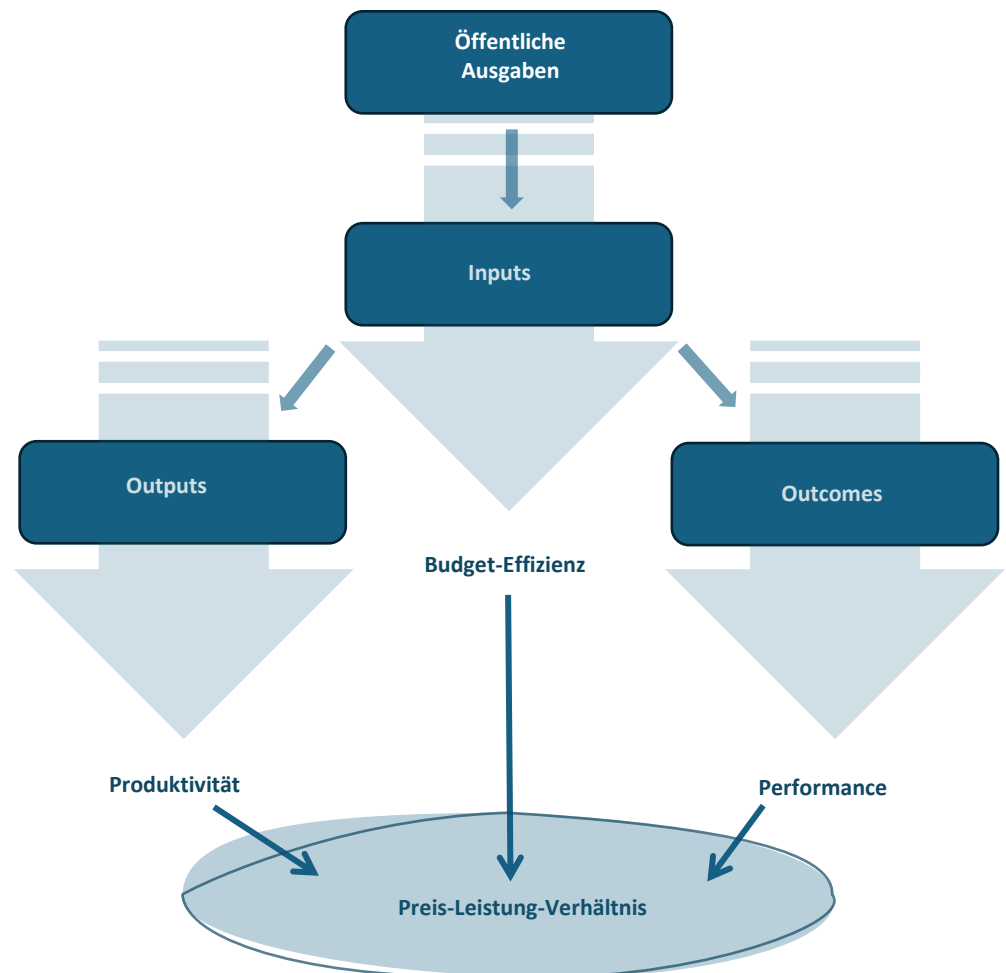 Öffentliche
Ausgaben
Inputs
Outputs
Outcomes
Budget-Effizienz
Produktivität
Performance
Preis-Leistung-Verhältnis